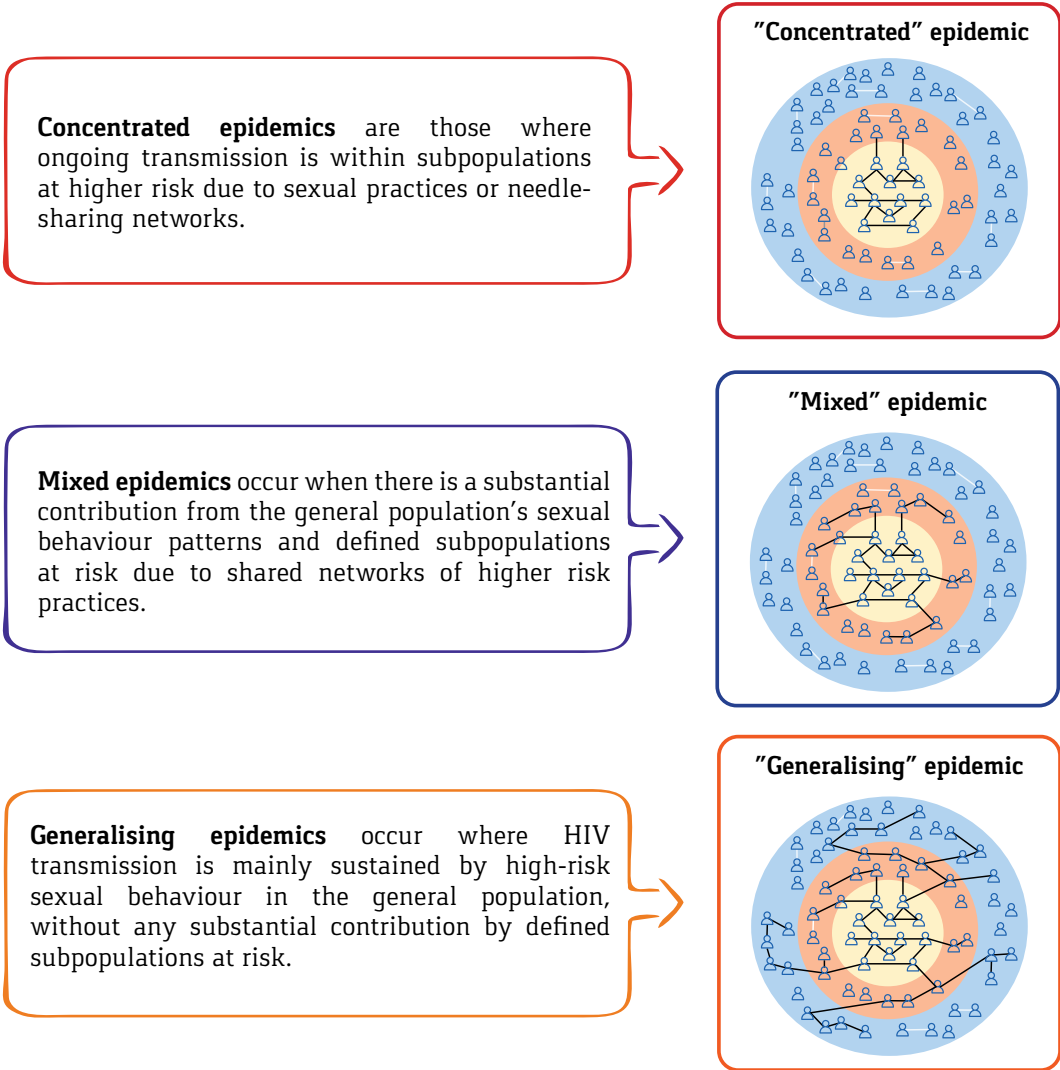 "Concentrated" epidemic
Concentrated epidemics are those where
ongoing transmission is within subpopulations
at higher risk due to sexual practices or needle-
sharing networks.
"Mixed" epidemic
Mixed epidemics occur when there is a substantial
contribution from the general population's sexual
behaviour patterns and defined subpopulations
at risk due to shared networks of higher risk
practices.
"Generalising" epidemic
Generalising epidemics occur where HIV
transmission is mainly sustained by high-risk
sexual behaviour in the general population,
without any substantial contribution by defined
subpopulations at risk.